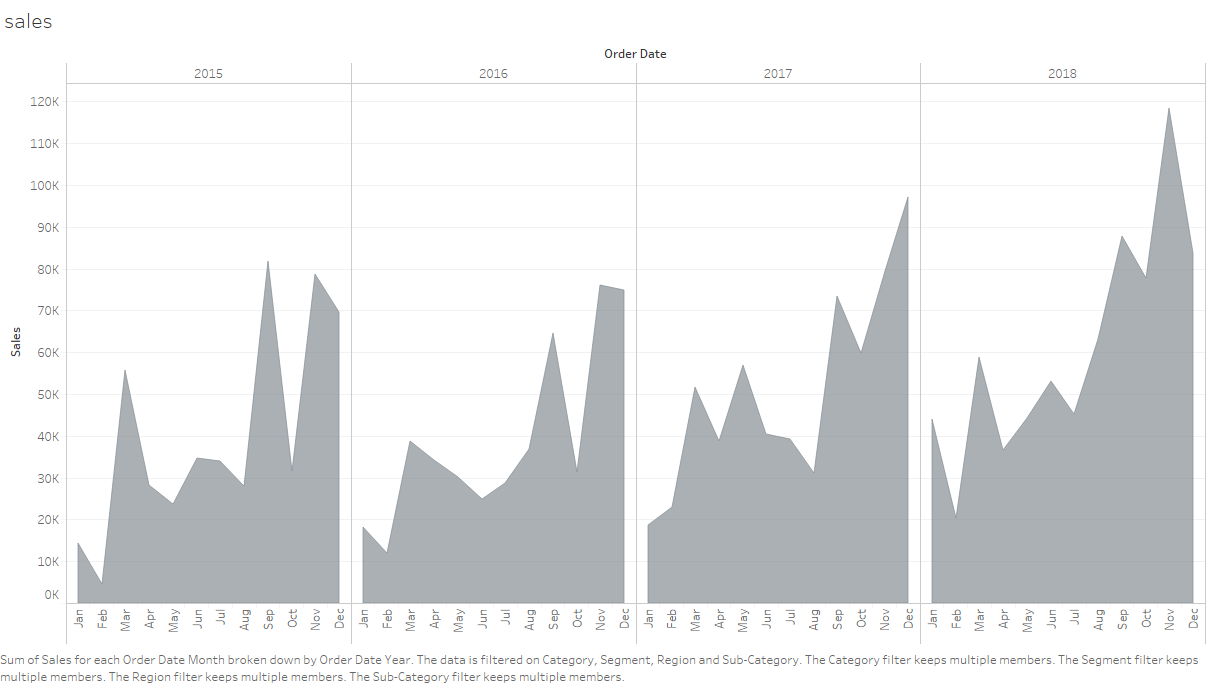 sales
Order Date
2015 2016 2017 2018
120K
110K
100K
90K
80K
70K
60K
50K
40K
30K
20K
10K
0K
Sales
Jan Feb Mar Apr May Jun Jul Aug Sep Oct Nov Dec Jan Feb Mar Apr May Jun Jul Aug Sep Oct Nov Dec Jan Feb Mar Apr May Jun Jul Aug Sep Oct Nov Dec Jan Feb Mar Apr May Jun Jul Aug Sep Oct Nov Dec
Sum of Sales for each Order Date Month broken down by Order Date Year. The data is filtered on Category, Segment, Region and Sub-Category. The Category filter keeps multiple members. The Segment filter keeps
multiple members. The Region filter keeps multiple members. The Sub-Category filter keeps multiple members.